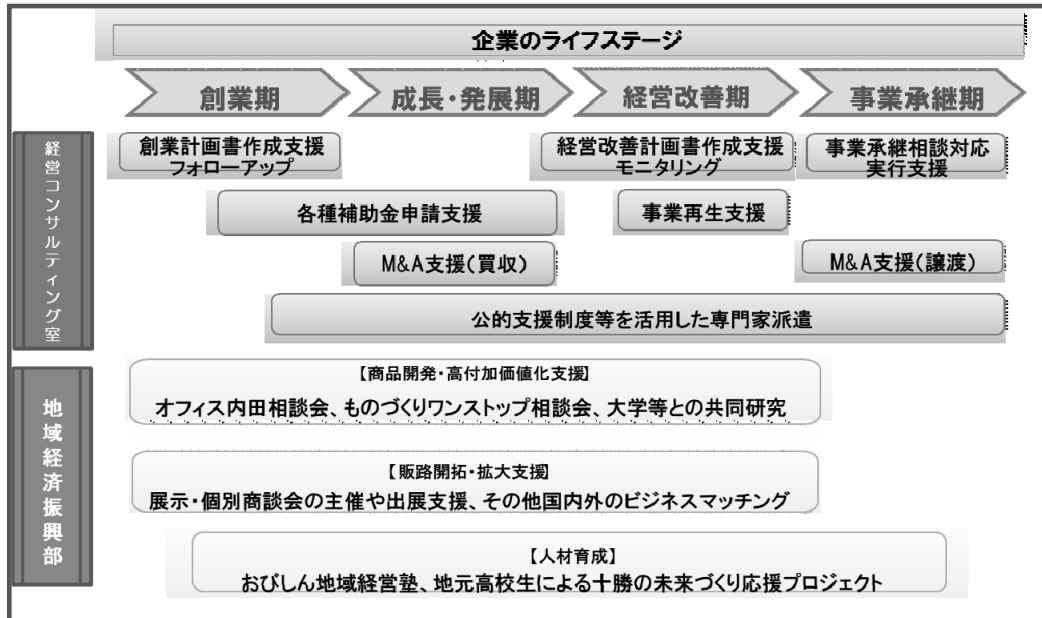 企業のライフステージ
創業期
成長・発展期
経営改善期
事業承継期
経営コンサルティング室
創業計画書作成支援
フォローアップ
経営改善計画書作成支援
モニタリング
事業承継相談対応
実行支援
各種補助金申請支援
事業再生支援
M&A支援(買収)
M&A支援(譲渡)
公的支援制度等を活用した専門家派遣
地域経済振興部
【商品開発・高付加価値化支援】
オフィス内田相談会、ものづくりワンストップ相談会、大学等との共同研究
【販路開拓・拡大支援】
展示・個別商談会の主催や出展支援、その他国内外のビジネスマッチング
【人材育成】
おびしん地域経営塾、地元高校生による十勝の未来づくり応援プロジェクト